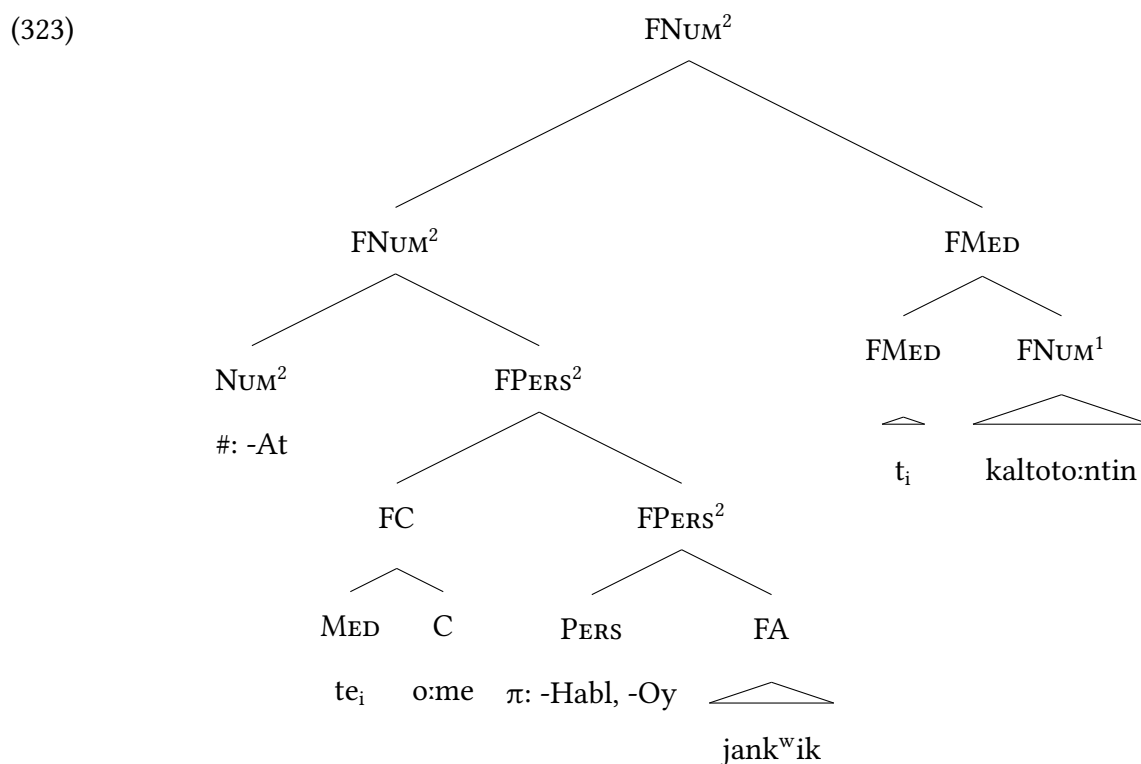 (323)
FNUM²
FNUM² FMED
NUM² FPERS² FMED FNUM¹
#: -At
tᵢ kaltoto:ntin
FC FPERS²
MED C PERS FA
teᵢ o:me π: -Habl, -Oy
jankʷik